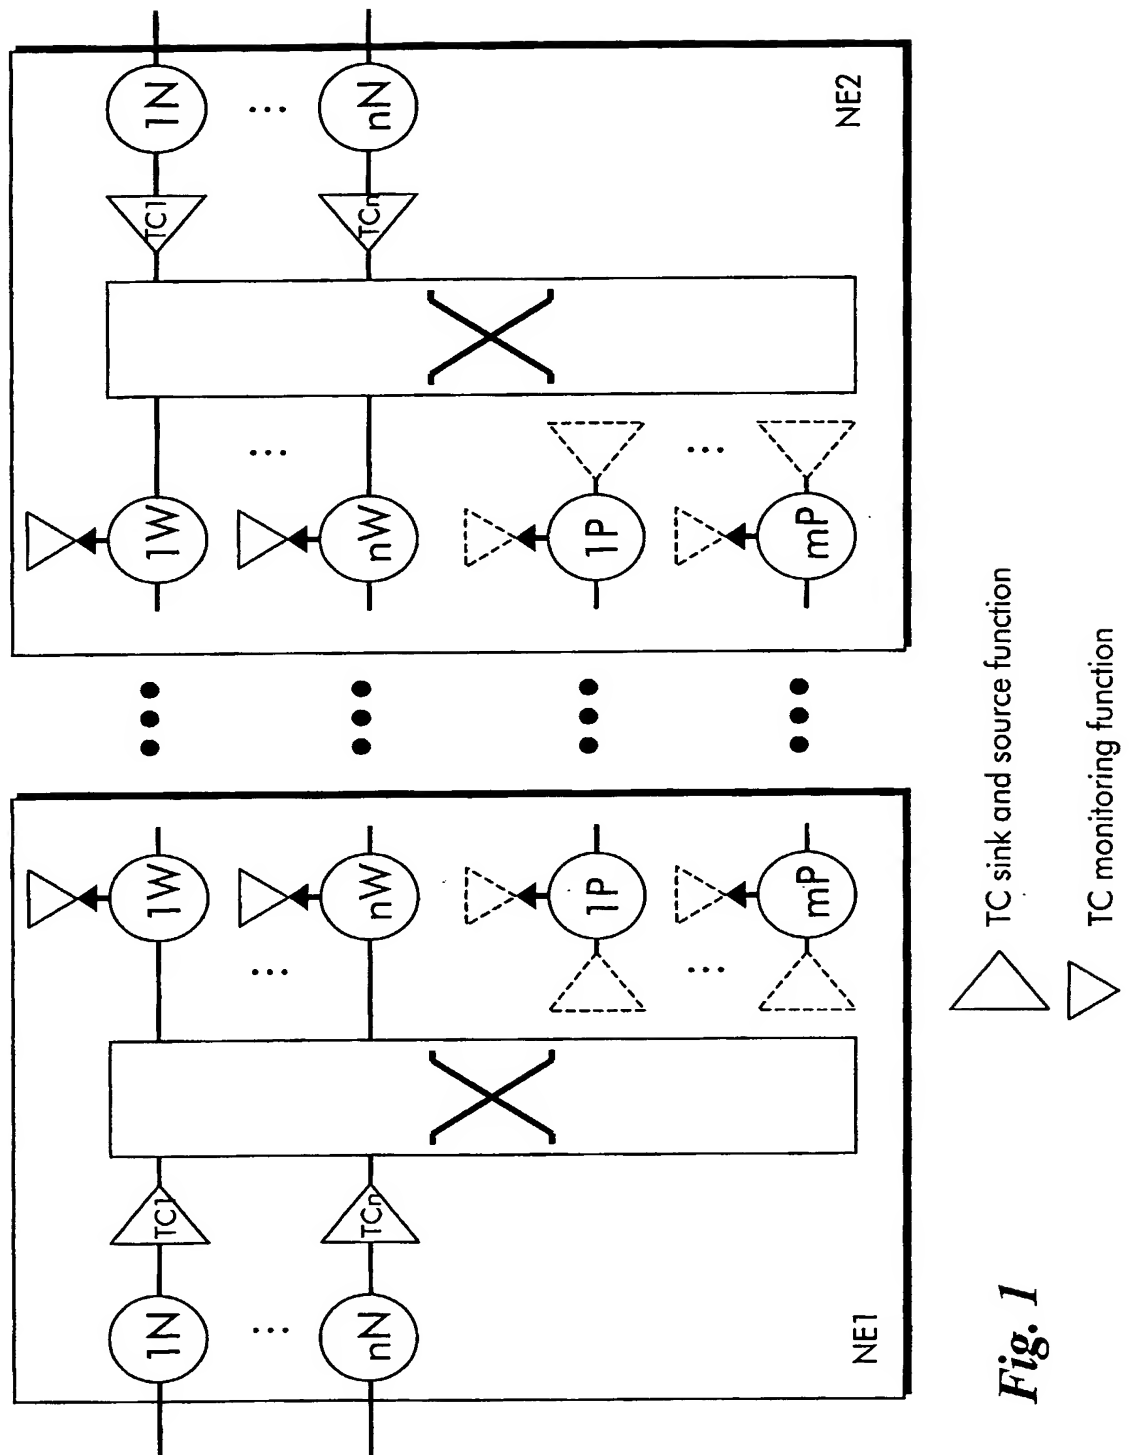 1N TC1 1W 1W TC1 1N
nN TCn nW nW TCn nN
1P 1P
mP mP
NE1 NE2
TC sink and source function
Fig. 1
TC monitoring function